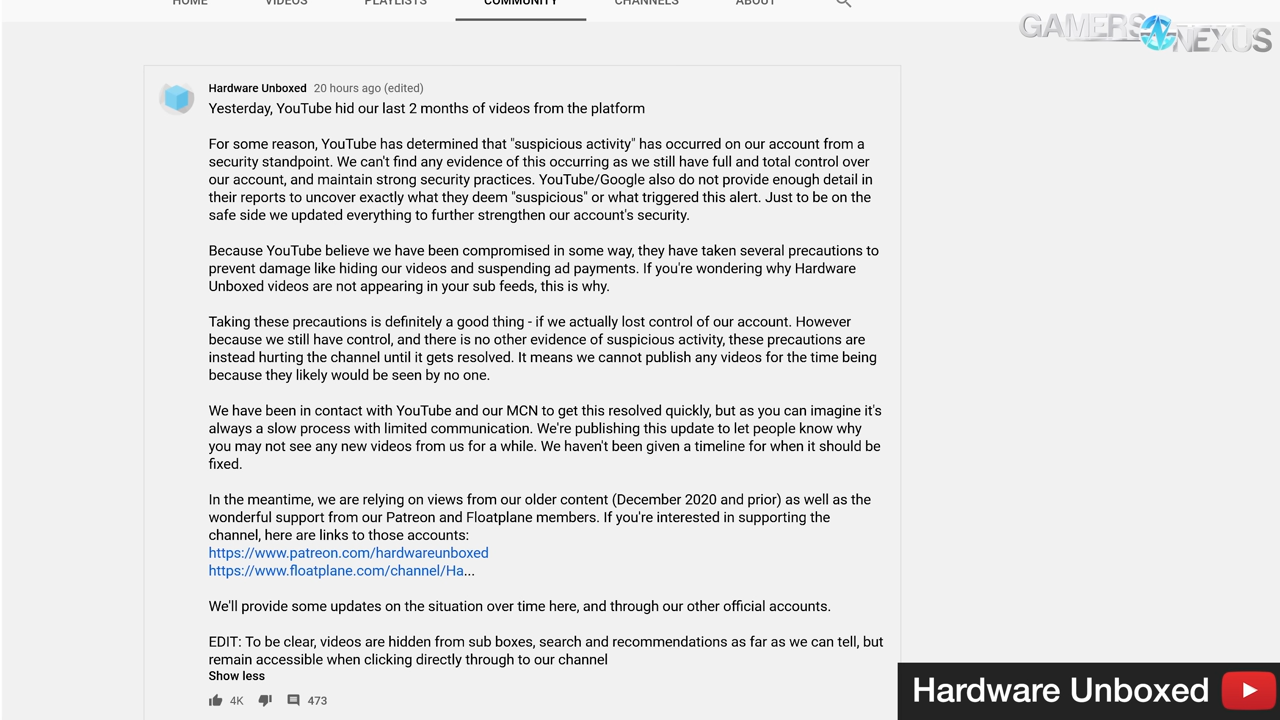 HOME VIDEOS PLAYLISTS COMMUNITY CHANNELS ABOUT
GAMERS NEXUS
Hardware Unboxed 20 hours ago (edited)
Yesterday, YouTube hid our last 2 months of videos from the platform
For some reason, YouTube has determined that "suspicious activity" has occurred on our account from a
security standpoint. We can't find any evidence of this occurring as we still have full and total control over
our account, and maintain strong security practices. YouTube/Google also do not provide enough detail in
their reports to uncover exactly what they deem "suspicious" or what triggered this alert. Just to be on the
safe side we updated everything to further strengthen our account's security.
Because YouTube believe we have been compromised in some way, they have taken several precautions to
prevent damage like hiding our videos and suspending ad payments. If you're wondering why Hardware
Unboxed videos are not appearing in your sub feeds, this is why.
Taking these precautions is definitely a good thing - if we actually lost control of our account. However
because we still have control, and there is no other evidence of suspicious activity, these precautions are
instead hurting the channel until it gets resolved. It means we cannot publish any videos for the time being
because they likely would be seen by no one.
We have been in contact with YouTube and our MCN to get this resolved quickly, but as you can imagine it's
always a slow process with limited communication. We're publishing this update to let people know why
you may not see any new videos from us for a while. We haven't been given a timeline for when it should be
fixed.
In the meantime, we are relying on views from our older content (December 2020 and prior) as well as the
wonderful support from our Patreon and Floatplane members. If you're interested in supporting the
channel, here are links to those accounts:
https://www.patreon.com/hardwareunboxed
https://www.floatplane.com/channel/Ha...
We'll provide some updates on the situation over time here, and through our other official accounts.
EDIT: To be clear, videos are hidden from sub boxes, search and recommendations as far as we can tell, but
remain accessible when clicking directly through to our channel
Show less
4K 473
Hardware Unboxed